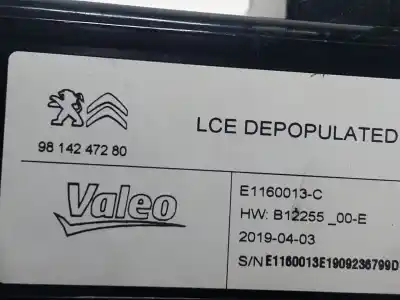 LCE DEPOPULATED
98 142 472 80
Valeo
E1160013-C
HW: B12255 _00-E
2019-04-03
S/N E1160013E1909236799D